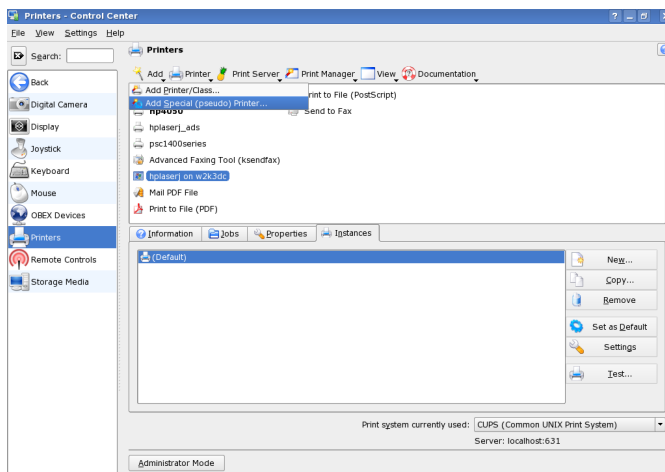 Printers - Control Center
File View Settings Help
Search:
Back
Digital Camera
Display
Joystick
Keyboard
Mouse
OBEX Devices
Printers
Remote Controls
Storage Media
Printers
Add Printer Print Server Print Manager View Documentation
Add Printer/Class...
Add Special (pseudo) Printer...
rint to File (PostScript)
hp4050
Send to Fax
hplaserj_ads
psc1400series
Advanced Faxing Tool (ksendfax)
hplaserj on w2k3dc
Mail PDF File
Print to File (PDF)
Information Jobs Properties Instances
(Default)
New...
Copy...
Remove
Set as Default
Settings
Test...
Print system currently used: CUPS (Common UNIX Print System)
Server: localhost:631
Administrator Mode